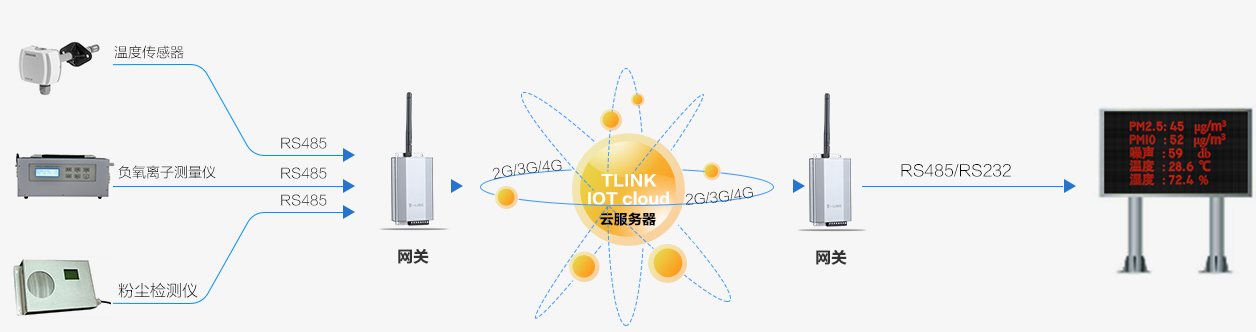 温度传感器
RS485
负氧离子测量仪
RS485
RS485
粉尘检测仪
网关
2G/3G/4G
TLINK
IOT cloud
云服务器
2G/3G/4G
网关
RS485/RS232
PM2.5: 45 μg/m³
PM10 : 52 μg/m³
噪声 : 59 db
温度 : 28.6 ℃
湿度 : 72.4 %